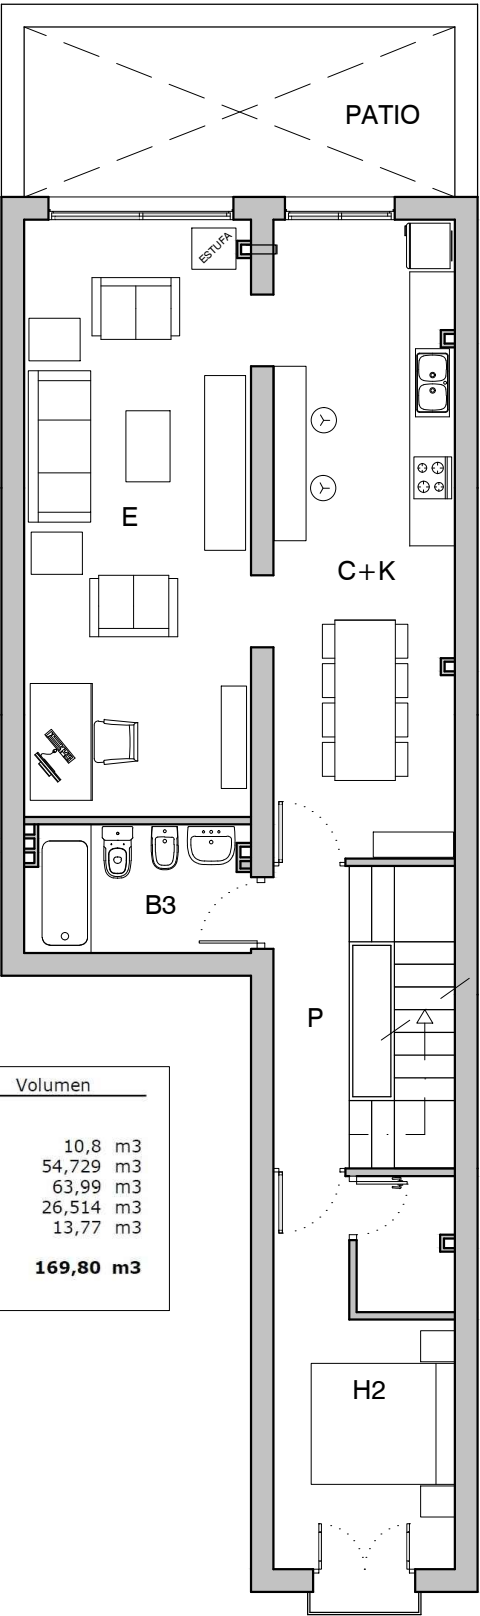 PATIO
ESTUFA
E
C+K
B3
P
Volumen
10,8 m3
54,729 m3
63,99 m3
26,514 m3
13,77 m3
169,80 m3
H2